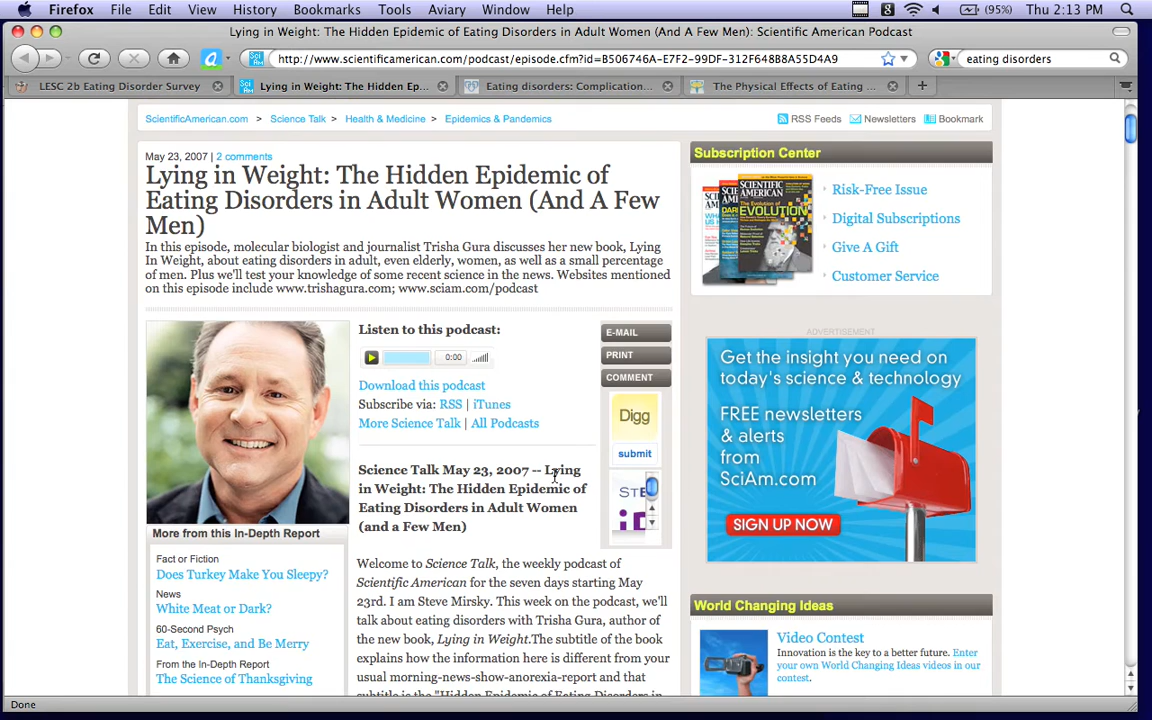 Firefox File Edit View History Bookmarks Tools Aviary Window Help (95%) Thu 2:13 PM
Lying in Weight: The Hidden Epidemic of Eating Disorders in Adult Women (And A Few Men): Scientific American Podcast
http://www.scientificamerican.com/podcast/episode.cfm?id=B506746A-E7F2-99DF-312F648B8A55D4A9
eating disorders
LESC 2b Eating Disorder Survey
Lying in Weight: The Hidden Ep...
Eating disorders: Complication...
The Physical Effects of Eating ...
ScientificAmerican.com > Science Talk > Health & Medicine > Epidemics & Pandemics
RSS Feeds Newsletters Bookmark
May 23, 2007 | 2 comments
Lying in Weight: The Hidden Epidemic of
Eating Disorders in Adult Women (And A Few
Men)
In this episode, molecular biologist and journalist Trisha Gura discusses her new book, Lying
In Weight, about eating disorders in adult, even elderly, women, as well as a small percentage
of men. Plus we'll test your knowledge of some recent science in the news. Websites mentioned
on this episode include www.trishagura.com; www.sciam.com/podcast
Listen to this podcast:
0:00
Download this podcast
Subscribe via: RSS | iTunes
More Science Talk | All Podcasts
E-MAIL
PRINT
COMMENT
Digg
submit
Science Talk May 23, 2007 -- Lying
in Weight: The Hidden Epidemic of
Eating Disorders in Adult Women
(and a Few Men)
Welcome to Science Talk, the weekly podcast of
Scientific American for the seven days starting May
23rd. I am Steve Mirsky. This week on the podcast, we'll
talk about eating disorders with Trisha Gura, author of
the new book, Lying in Weight.The subtitle of the book
explains how the information here is different from your
usual morning-news-show-anorexia-report and that
subtitle is the "Hidden Epidemic of Eating Disorders in
More from this In-Depth Report
Fact or Fiction
Does Turkey Make You Sleepy?
News
White Meat or Dark?
60-Second Psych
Eat, Exercise, and Be Merry
From the In-Depth Report
The Science of Thanksgiving
Subscription Center
SCIENTIFIC AMERICAN
EVOLUTION
Risk-Free Issue
Digital Subscriptions
Give A Gift
Customer Service
ADVERTISEMENT
Get the insight you need on
today's science & technology
FREE newsletters
& alerts
from
SciAm.com
SIGN UP NOW
World Changing Ideas
Video Contest
Innovation is the key to a better future. Enter
your own World Changing Ideas videos in our
contest.
Done